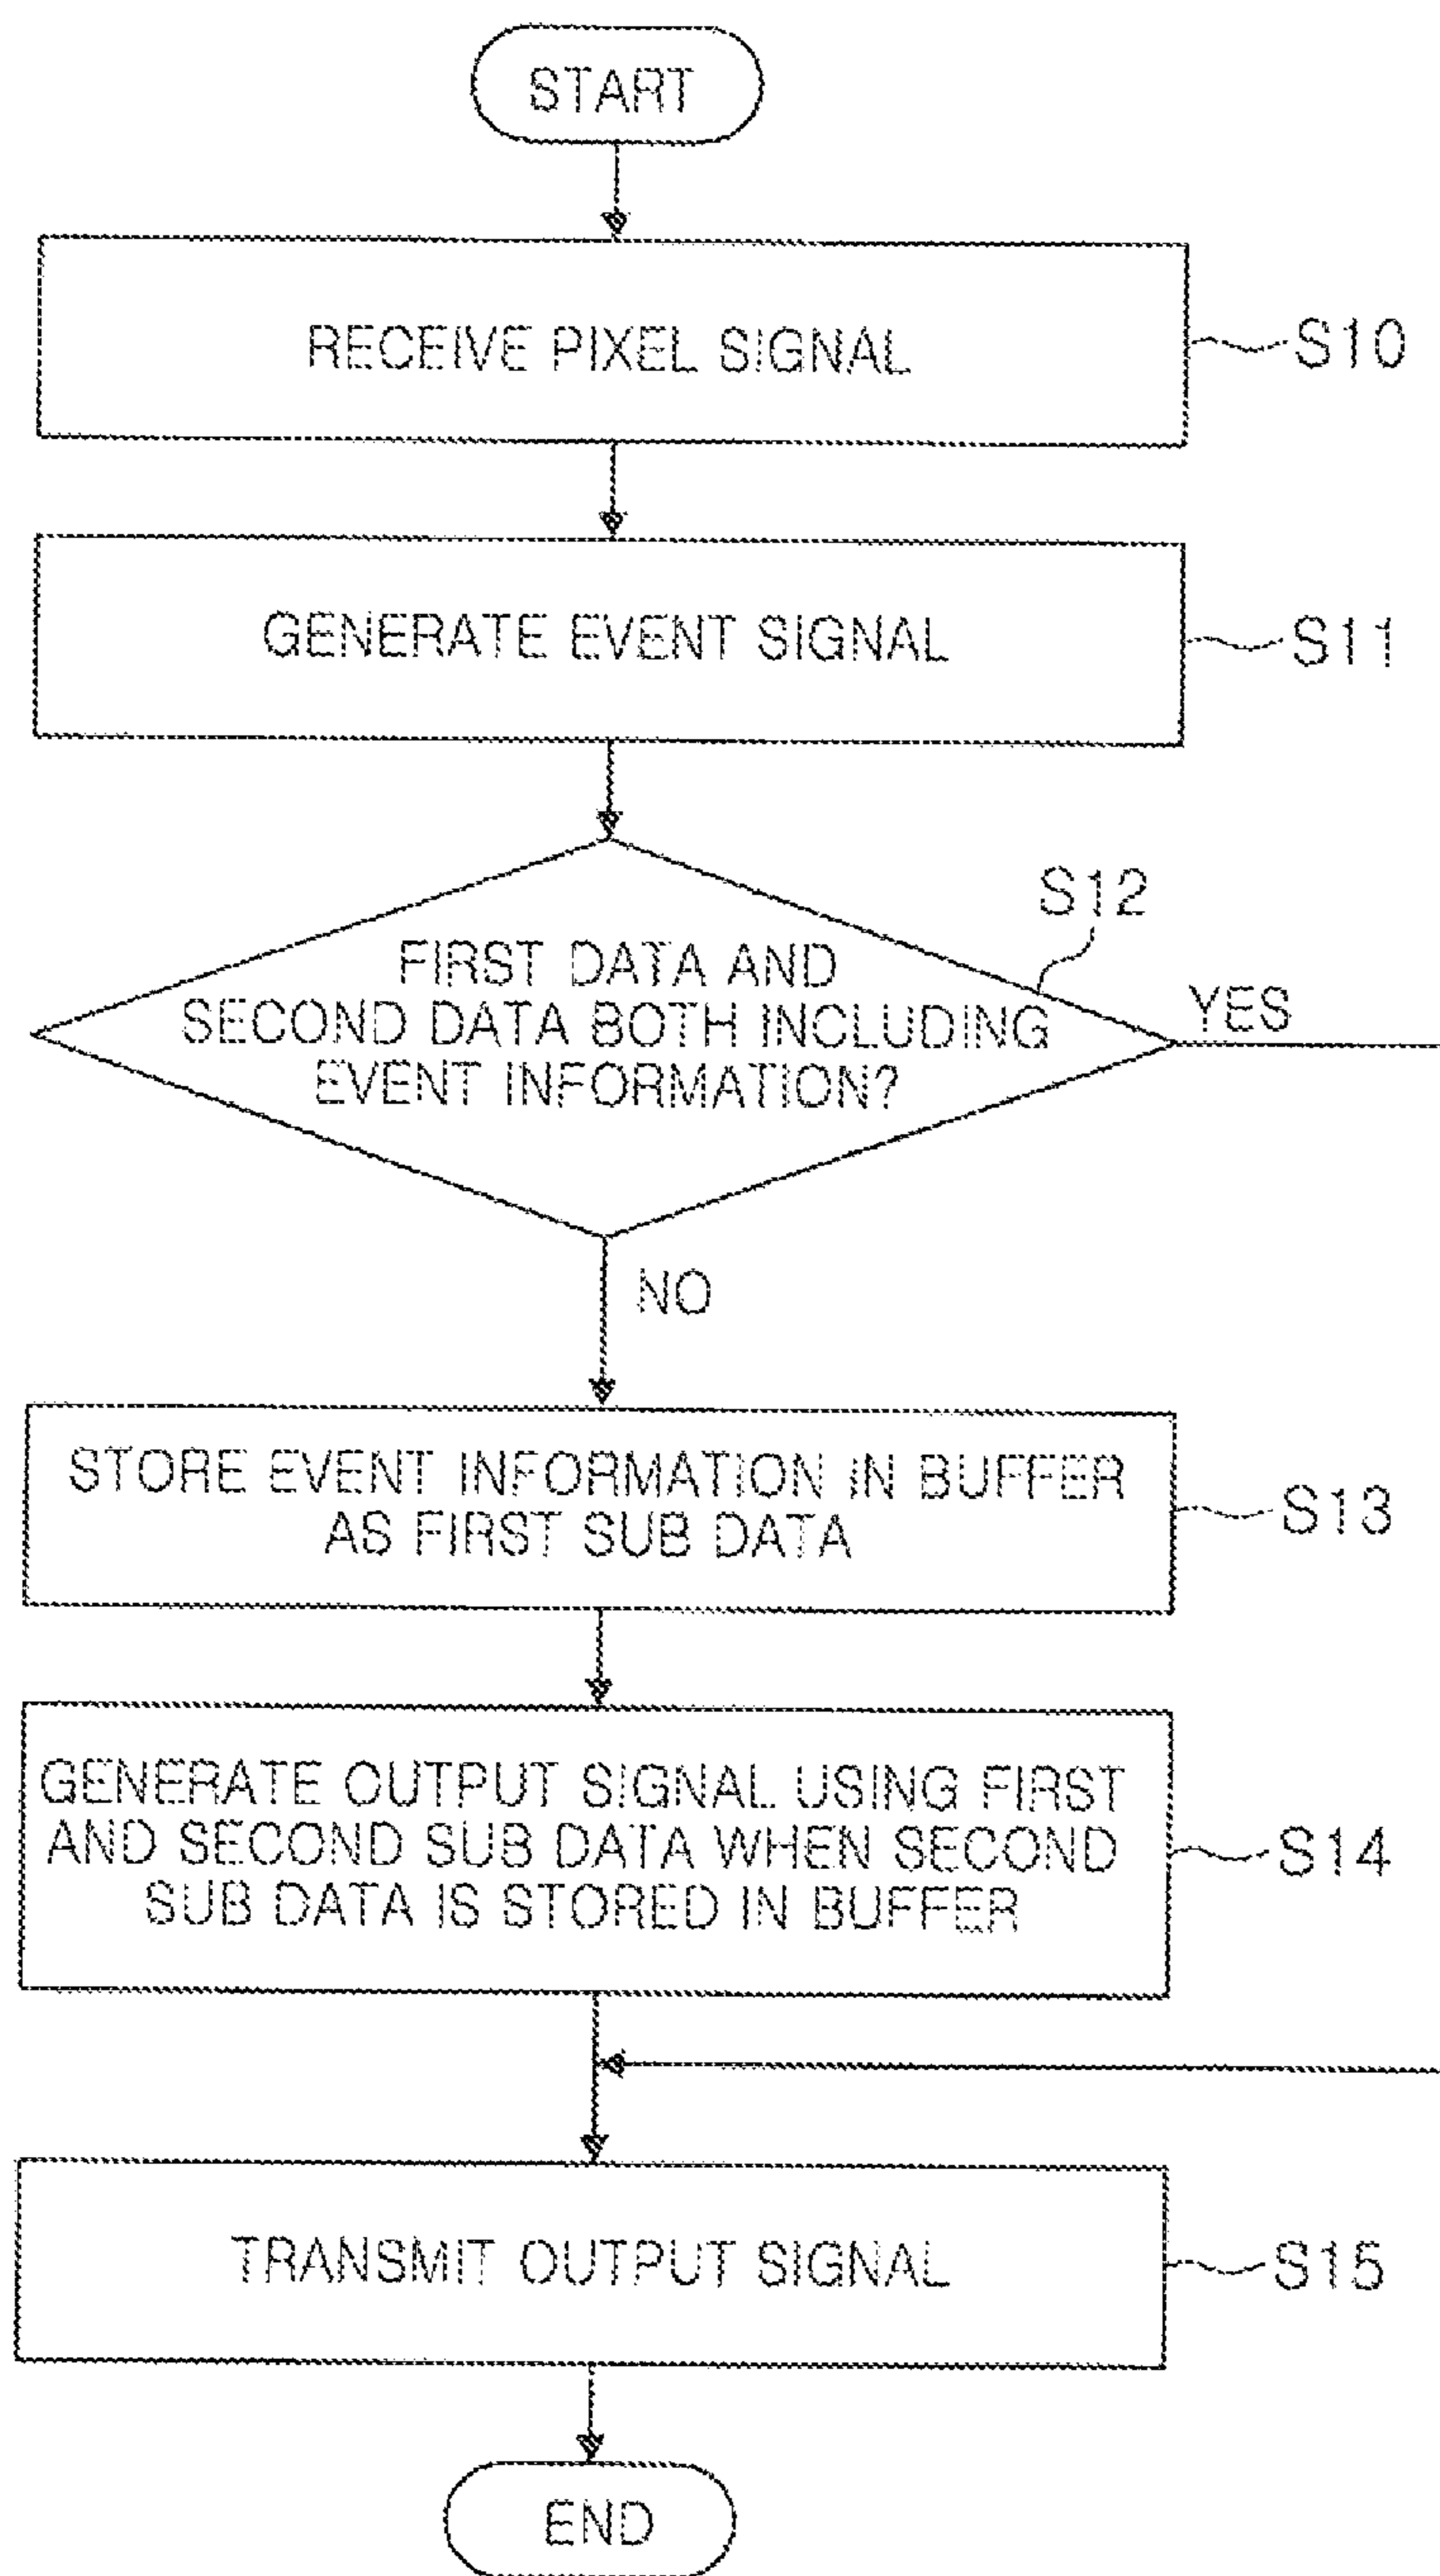 START
RECEIVE PIXEL SIGNAL
S10
GENERATE EVENT SIGNAL
S11
S12
FIRST DATA AND
SECOND DATA BOTH INCLUDING
EVENT INFORMATION?
YES
NO
STORE EVENT INFORMATION IN BUFFER
AS FIRST SUB DATA
S13
GENERATE OUTPUT SIGNAL USING FIRST
AND SECOND SUB DATA WHEN SECOND
SUB DATA IS STORED IN BUFFER
S14
TRANSMIT OUTPUT SIGNAL
S15
END